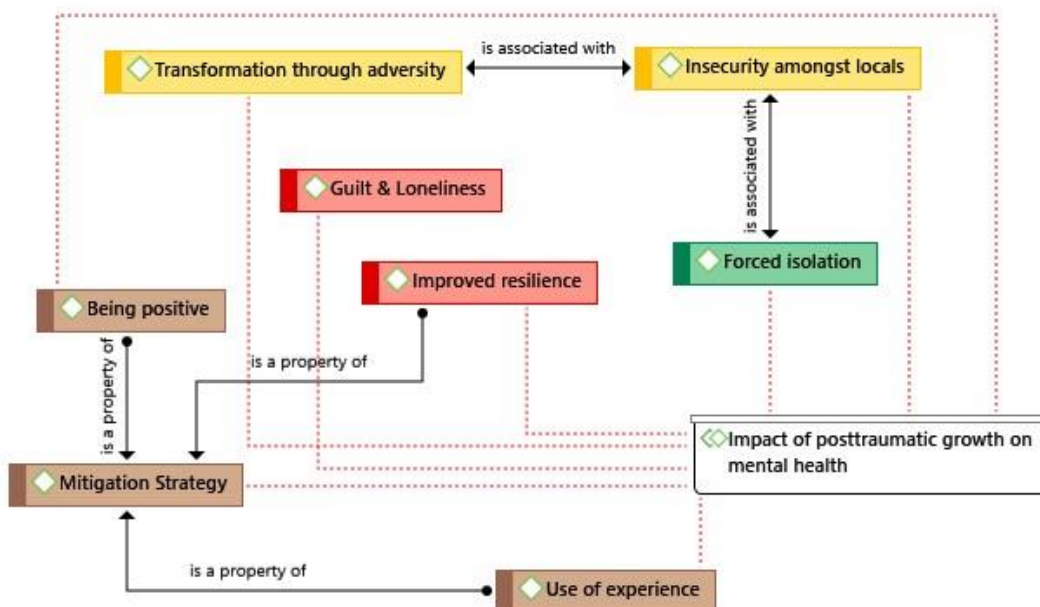 is associated with
Transformation through adversity
Insecurity amongst locals
is associated with
Guilt & Loneliness
Forced isolation
Improved resilience
Being positive
is a property of
is a property of
Impact of posttraumatic growth on
mental health
Mitigation Strategy
is a property of
Use of experience